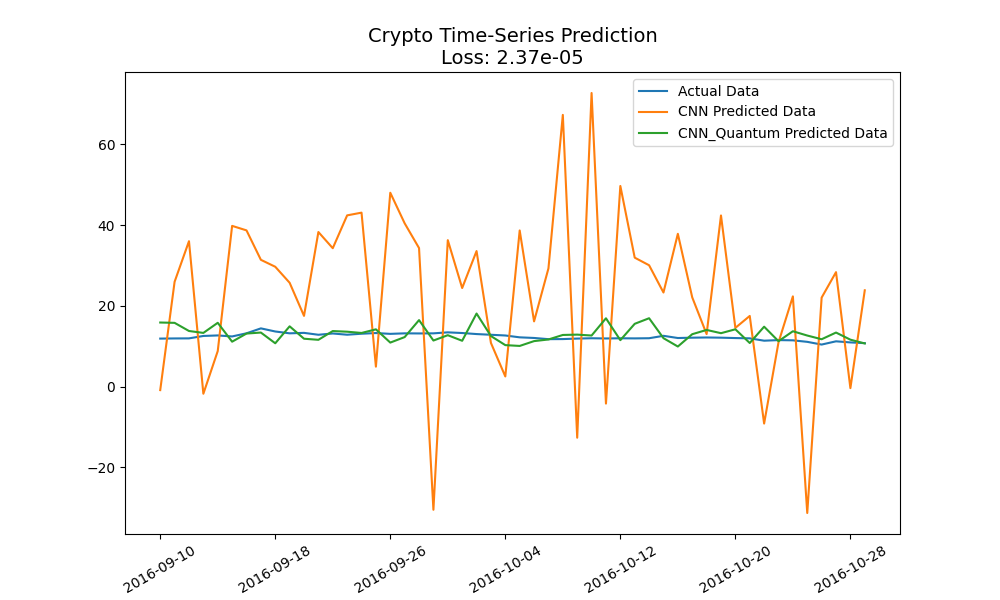 Crypto Time-Series Prediction
Loss: 2.37e-05
Actual Data
CNN Predicted Data
CNN_Quantum Predicted Data
60
40
20
0
−20
2016-09-10
2016-09-18
2016-09-26
2016-10-04
2016-10-12
2016-10-20
2016-10-28